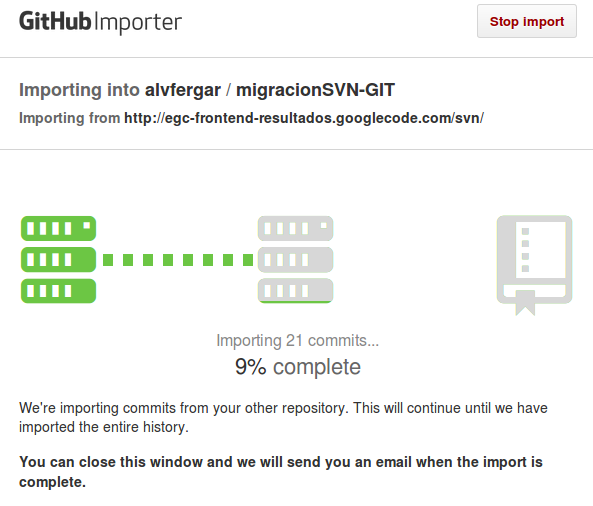 GitHub Importer
Stop import
Importing into alvfergar / migracionSVN-GIT
Importing from http://egc-frontend-resultados.googlecode.com/svn/
Importing 21 commits...
9% complete
We're importing commits from your other repository. This will continue until we have
imported the entire history.
You can close this window and we will send you an email when the import is
complete.